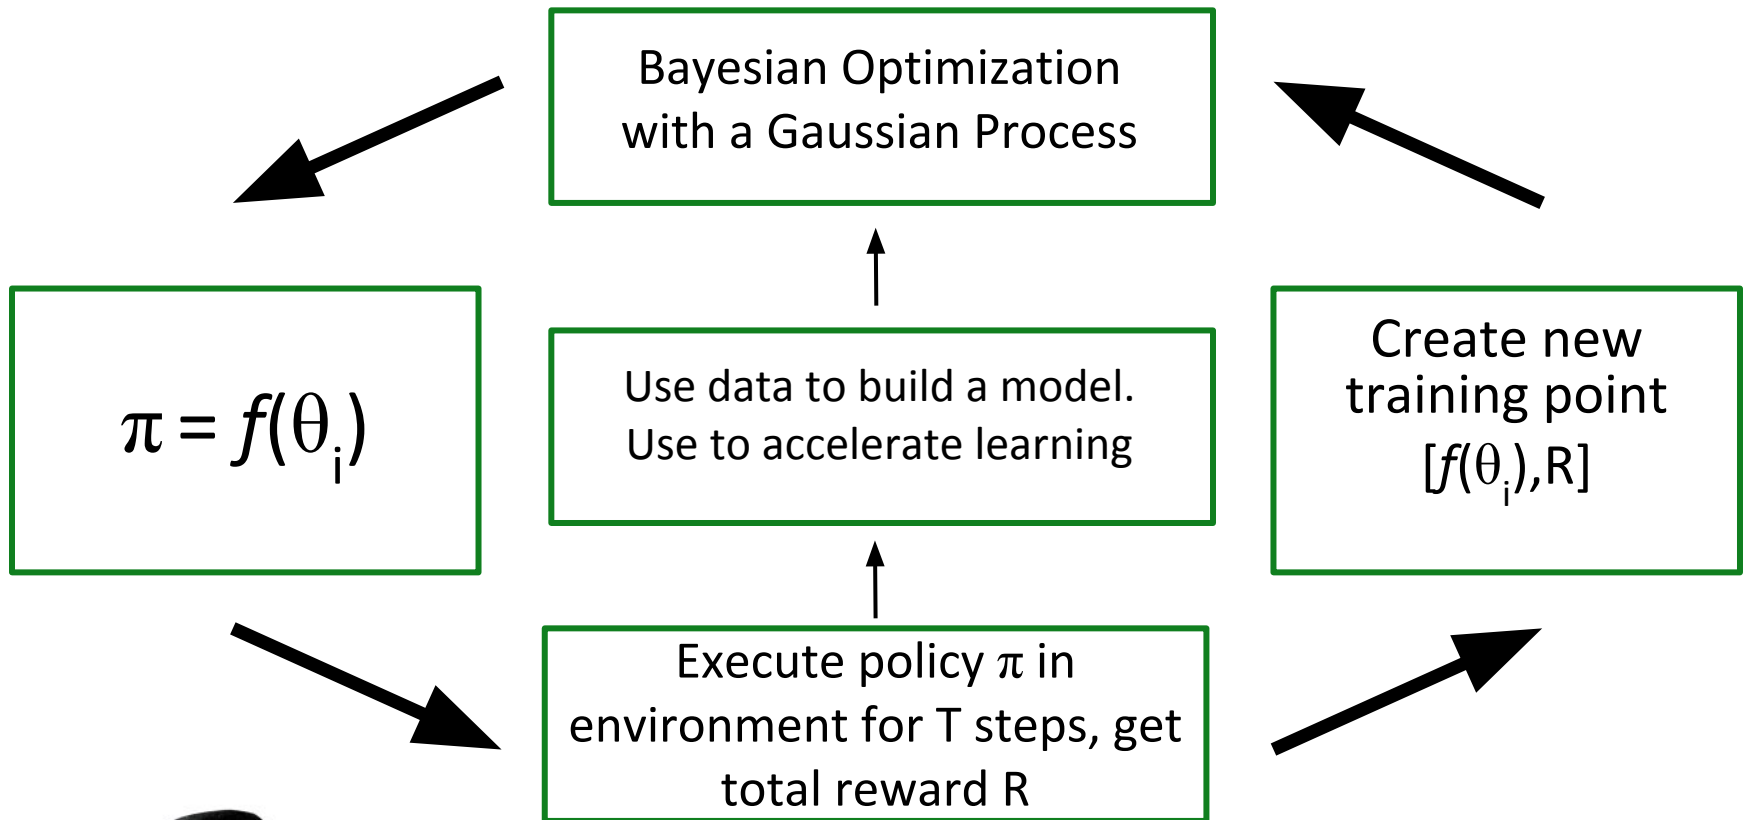 Bayesian Optimization
with a Gaussian Process
π = f(θi)
Use data to build a model.
Use to accelerate learning
Create new
training point
[f(θi),R]
Execute policy π in
environment for T steps, get
total reward R